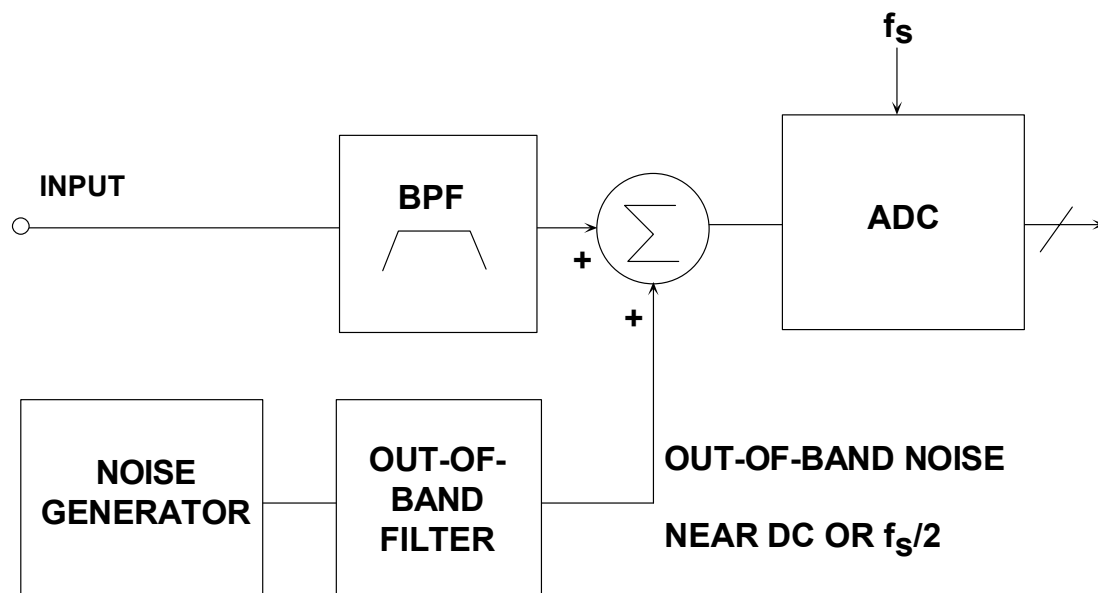 fs
INPUT
BPF
Σ
ADC
+
+
NOISE
GENERATOR
OUT-OF-
BAND
FILTER
OUT-OF-BAND NOISE
NEAR DC OR fs/2